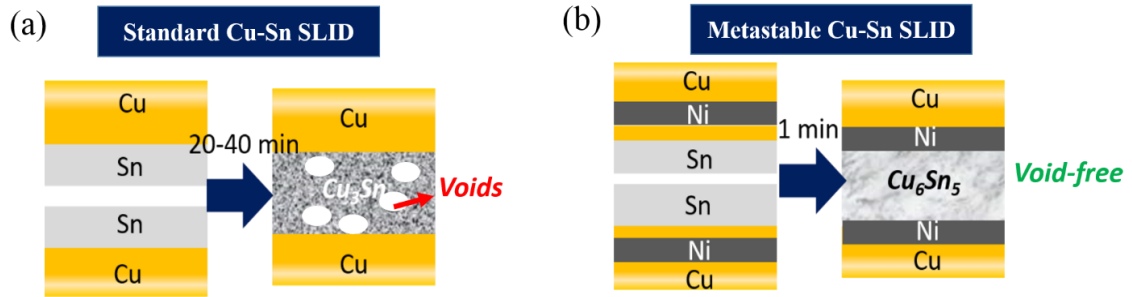 (a)
Standard Cu-Sn SLID
Cu
Sn
Sn
Cu
20-40 min
Cu
Cu₃Sn
Voids
Cu
(b)
Metastable Cu-Sn SLID
Cu
Ni
Sn
Sn
Ni
Cu
1 min
Cu
Ni
Cu₆Sn₅
Ni
Cu
Void-free